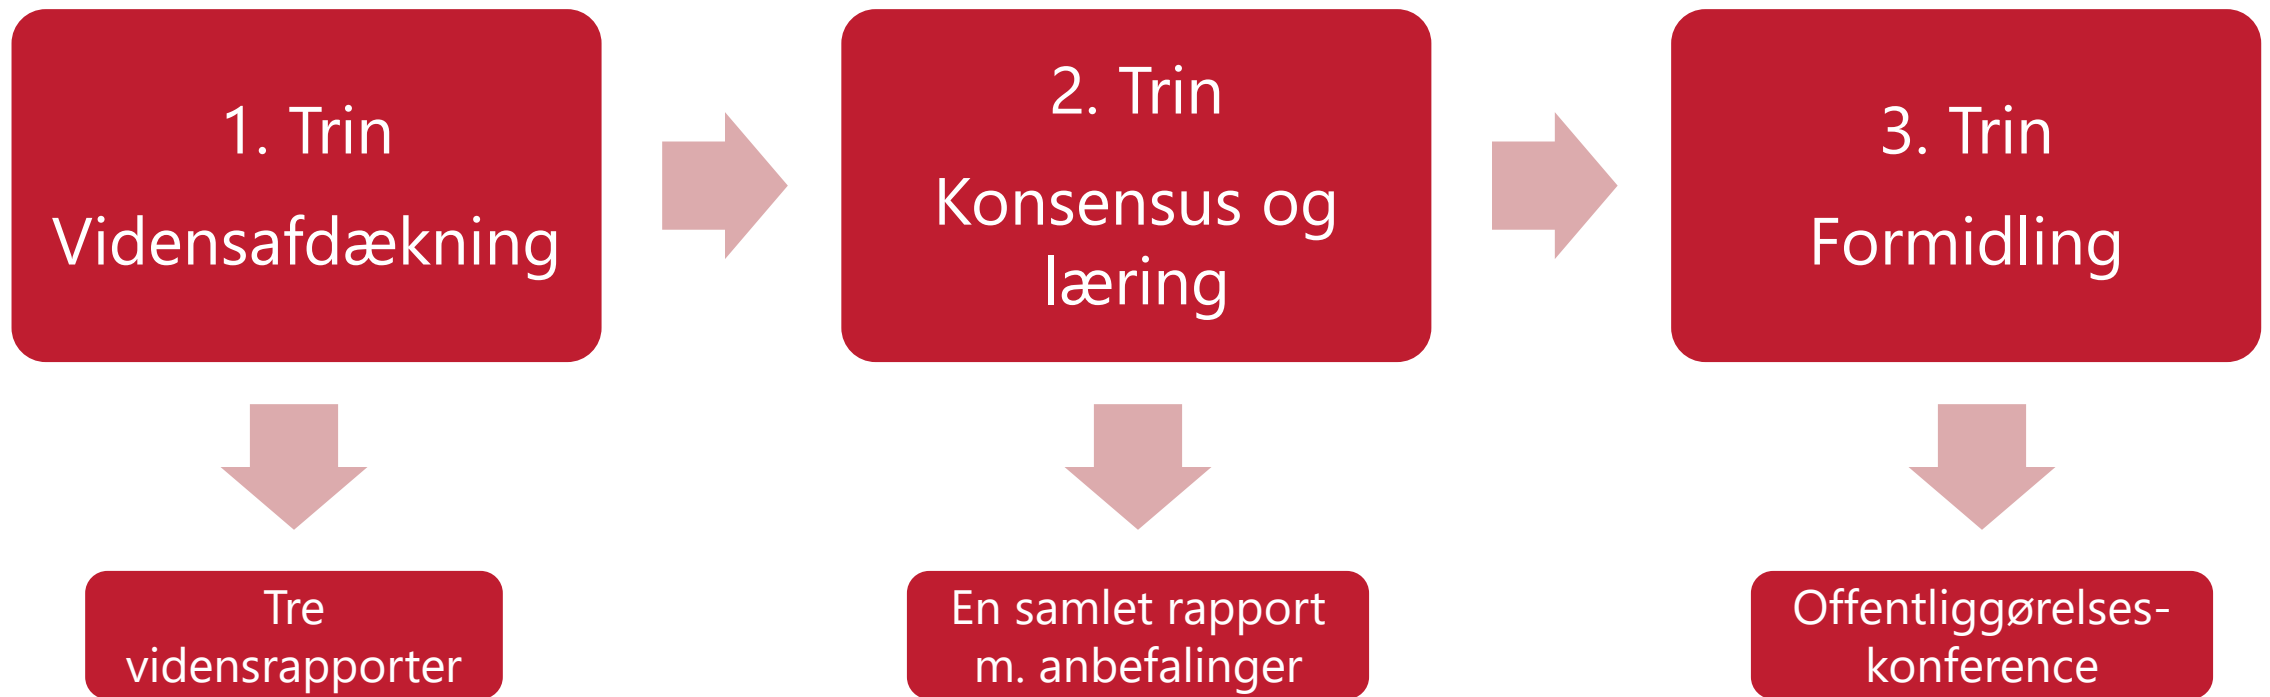 1. Trin
Vidensafdækning
2. Trin
Konsensus og
læring
3. Trin
Formidling
Tre
vidensrapporter
En samlet rapport
m. anbefalinger
Offentliggørelses-
konference